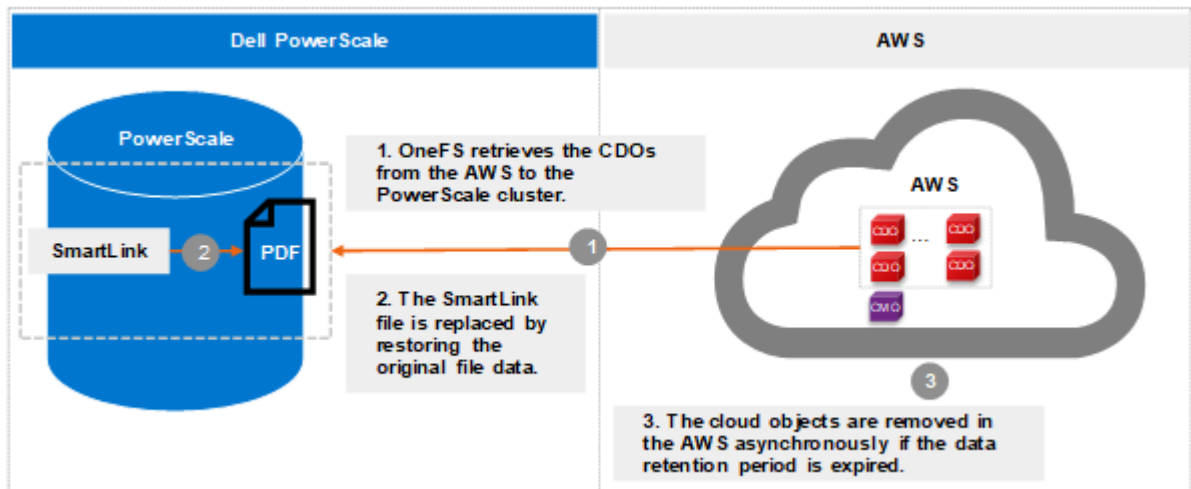 Dell PowerScale
AWS
PowerScale
1. OneFS retrieves the CDOs
from the AWS to the
PowerScale cluster.
AWS
SmartLink
2
PDF
1
CDO
...
CDO
CDO
CDO
CMO
2. The SmartLink
file is replaced by
restoring the
original file data.
3
3. The cloud objects are removed in
the AWS asynchronously if the data
retention period is expired.